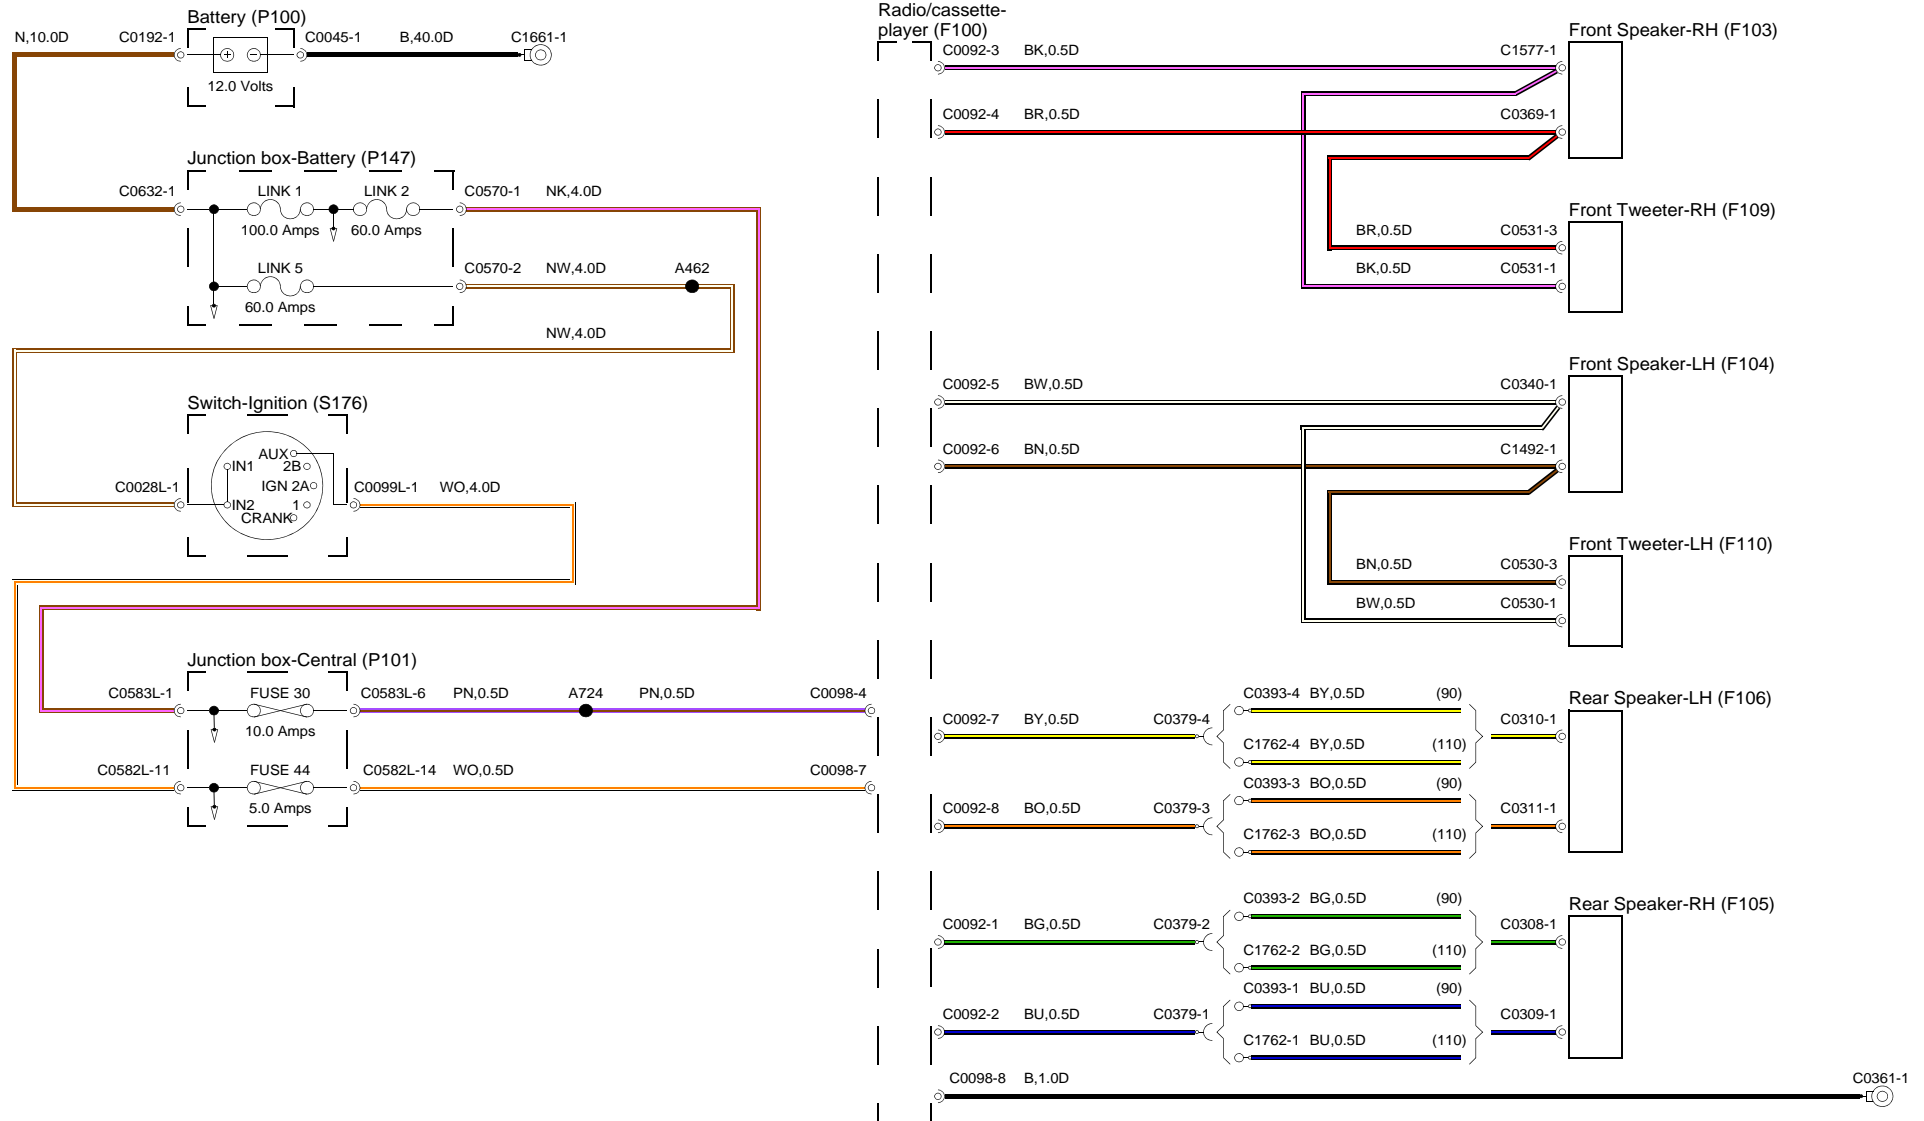 Battery (P100)
N,10.0D
C0192-1
C0045-1
B,40.0D
C1661-1
12.0 Volts
Junction box-Battery (P147)
C0632-1
LINK 1
LINK 2
C0570-1
NK,4.0D
100.0 Amps
60.0 Amps
LINK 5
C0570-2
NW,4.0D
A462
60.0 Amps
NW,4.0D
Switch-Ignition (S176)
AUX
IN1
2B
IGN 2A
C0028L-1
C0099L-1
WO,4.0D
IN2
1
CRANK
Junction box-Central (P101)
C0583L-1
FUSE 30
C0583L-6
PN,0.5D
A724
PN,0.5D
C0098-4
10.0 Amps
C0582L-11
FUSE 44
C0582L-14
WO,0.5D
C0098-7
5.0 Amps
Radio/cassette-
player (F100)
C0092-3
BK,0.5D
C1577-1
Front Speaker-RH (F103)
C0092-4
BR,0.5D
C0369-1
Front Tweeter-RH (F109)
BR,0.5D
C0531-3
BK,0.5D
C0531-1
Front Speaker-LH (F104)
C0092-5
BW,0.5D
C0340-1
C0092-6
BN,0.5D
C1492-1
Front Tweeter-LH (F110)
BN,0.5D
C0530-3
BW,0.5D
C0530-1
Rear Speaker-LH (F106)
C0393-4
BY,0.5D
(90)
C0092-7
BY,0.5D
C0379-4
C0310-1
C1762-4
BY,0.5D
(110)
C0393-3
BO,0.5D
(90)
C0092-8
BO,0.5D
C0379-3
C0311-1
C1762-3
BO,0.5D
(110)
Rear Speaker-RH (F105)
C0393-2
BG,0.5D
(90)
C0092-1
BG,0.5D
C0379-2
C0308-1
C1762-2
BG,0.5D
(110)
C0393-1
BU,0.5D
(90)
C0092-2
BU,0.5D
C0379-1
C0309-1
C1762-1
BU,0.5D
(110)
C0098-8
B,1.0D
C0361-1